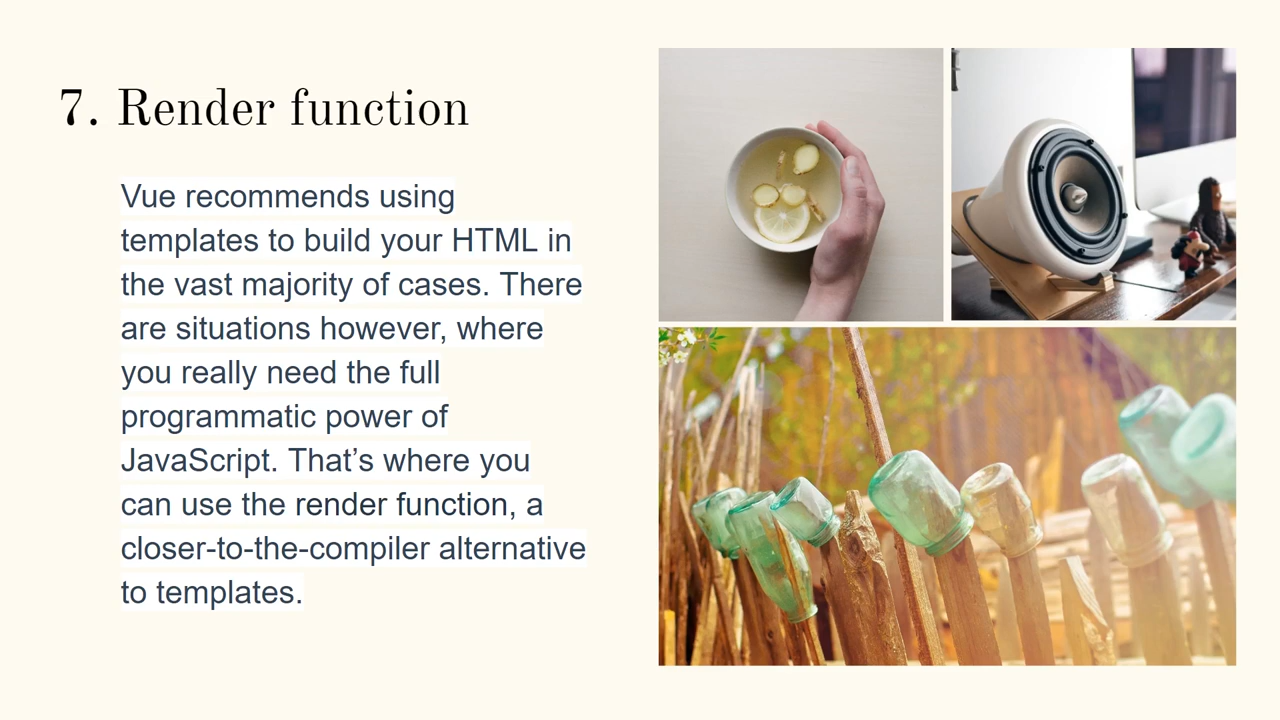 7. Render function
Vue recommends using
templates to build your HTML in
the vast majority of cases. There
are situations however, where
you really need the full
programmatic power of
JavaScript. That’s where you
can use the render function, a
closer-to-the-compiler alternative
to templates.